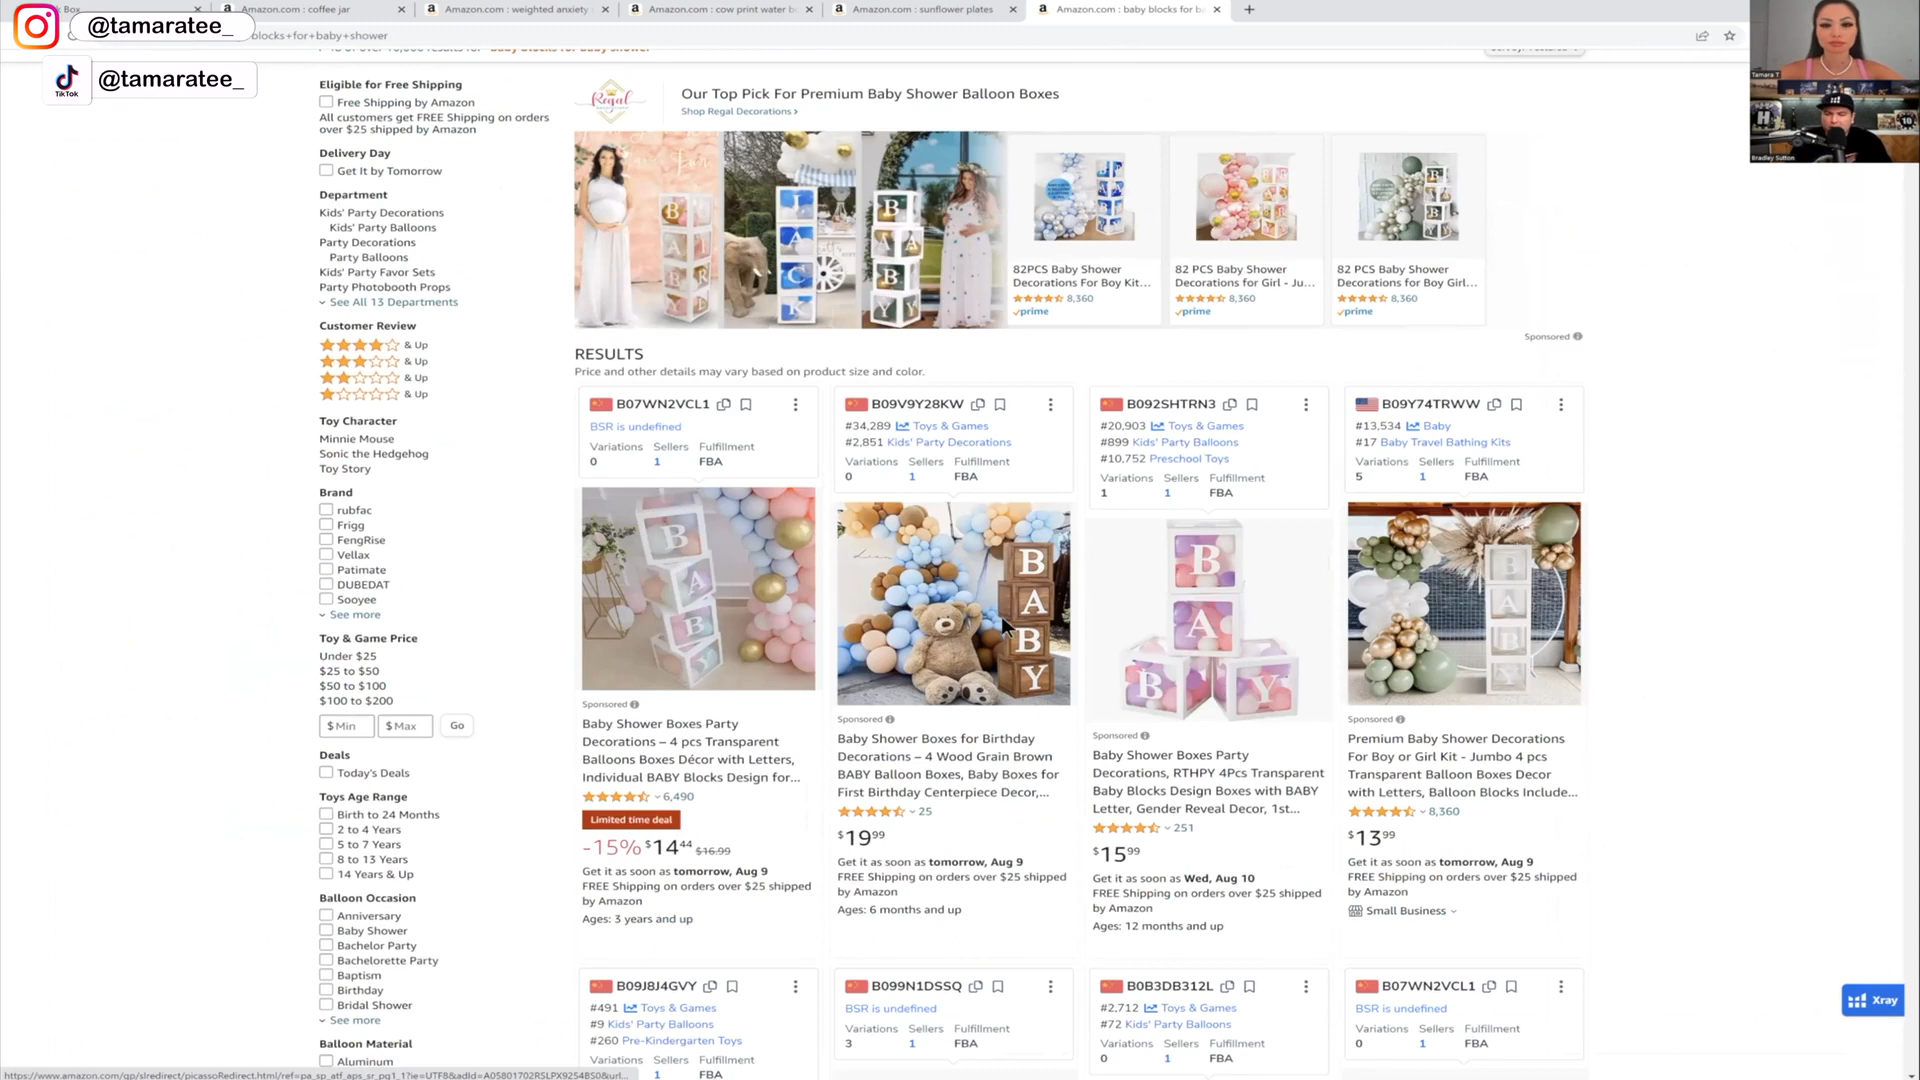 Box
Amazon.com : coffee jar
Amazon.com : weighted anxiety
Amazon.com : cow print water b
Amazon.com : sunflower plates
Amazon.com : baby blocks for b
@tamaratee_
blocks+for+baby+shower
TikTok
@tamaratee_
Tamara T
Bradley Sutton
Eligible for Free Shipping
Free Shipping by Amazon
All customers get FREE Shipping on orders
over $25 shipped by Amazon
Delivery Day
Get It by Tomorrow
Department
Kids' Party Decorations
Kids' Party Balloons
Party Decorations
Party Balloons
Kids' Party Favor Sets
Kids' Party Photobooth Props
See All 13 Departments
Customer Review
& Up
& Up
& Up
& Up
Toy Character
Minnie Mouse
Sonic the Hedgehog
Toy Story
Brand
rubfac
Frigg
FengRise
Vellax
Patimate
DUBEDAT
Sooyee
See more
Toy & Game Price
Under $25
$25 to $50
$50 to $100
$100 to $200
$ Min $ Max Go
Deals
Today's Deals
Toys Age Range
Birth to 24 Months
2 to 4 Years
5 to 7 Years
8 to 13 Years
14 Years & Up
Balloon Occasion
Anniversary
Baby Shower
Bachelor Party
Bachelorette Party
Baptism
Birthday
Bridal Shower
See more
Balloon Material
Aluminum
Regal
Our Top Pick For Premium Baby Shower Balloon Boxes
Shop Regal Decorations ›
82PCS Baby Shower
Decorations For Boy Kit...
8,360
prime
82 PCS Baby Shower
Decorations for Girl - Ju...
8,360
prime
82 PCS Baby Shower
Decorations for Boy Girl...
8,360
prime
Sponsored
RESULTS
Price and other details may vary based on product size and color.
B07WN2VCL1
BSR is undefined
Variations Sellers Fulfillment
0 1 FBA
BABY
Sponsored
Baby Shower Boxes Party
Decorations – 4 pcs Transparent
Balloons Boxes Décor with Letters,
Individual BABY Blocks Design for...
6,490
Limited time deal
-15% $14 44 $16.99
Get it as soon as tomorrow, Aug 9
FREE Shipping on orders over $25 shipped
by Amazon
Ages: 3 years and up
B09V9Y28KW
#34,289 Toys & Games
#2,851 Kids' Party Decorations
Variations Sellers Fulfillment
0 1 FBA
BABY
Sponsored
Baby Shower Boxes for Birthday
Decorations – 4 Wood Grain Brown
BABY Balloon Boxes, Baby Boxes for
First Birthday Centerpiece Decor,...
25
$19 99
Get it as soon as tomorrow, Aug 9
FREE Shipping on orders over $25 shipped
by Amazon
Ages: 6 months and up
B092SHTRN3
#20,903 Toys & Games
#899 Kids' Party Balloons
#10,752 Preschool Toys
Variations Sellers Fulfillment
1 1 FBA
BABY
Sponsored
Baby Shower Boxes Party
Decorations, RTHPY 4Pcs Transparent
Baby Blocks Design Boxes with BABY
Letter, Gender Reveal Decor, 1st...
251
$15 99
Get it as soon as Wed, Aug 10
FREE Shipping on orders over $25 shipped
by Amazon
Ages: 12 months and up
B09Y74TRWW
#13,534 Baby
#17 Baby Travel Bathing Kits
Variations Sellers Fulfillment
5 1 FBA
BABY
Sponsored
Premium Baby Shower Decorations
For Boy or Girl Kit - Jumbo 4 pcs
Transparent Balloon Boxes Decor
with Letters, Balloon Blocks Include...
8,360
$13 99
Get it as soon as tomorrow, Aug 9
FREE Shipping on orders over $25 shipped
by Amazon
Small Business
B09J8J4GVY
#491 Toys & Games
#9 Kids' Party Balloons
#260 Pre-Kindergarten Toys
Variations Sellers Fulfillment
1 FBA
B099N1DSSQ
BSR is undefined
Variations Sellers Fulfillment
3 1 FBA
B0B3DB312L
#2,712 Toys & Games
#72 Kids' Party Balloons
Variations Sellers Fulfillment
0 1 FBA
B07WN2VCL1
BSR is undefined
Variations Sellers Fulfillment
0 1 FBA
Xray
https://www.amazon.com/gp/slredirect/picassoRedirect.html/ref=pa_sp_atf_aps_sr_pg1_1?ie=UTF8&adId=A05801702RSLPX9254BS0&url...